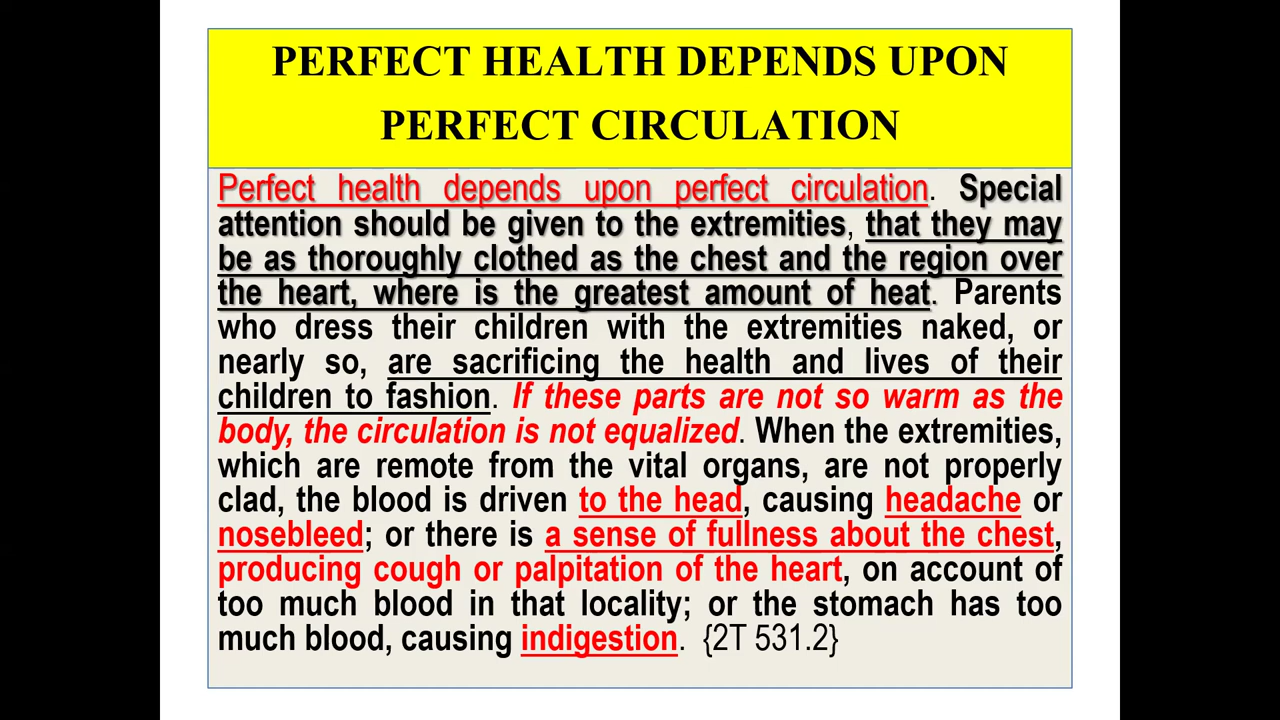 PERFECT HEALTH DEPENDS UPON
PERFECT CIRCULATION
Perfect health depends upon perfect circulation. Special
attention should be given to the extremities, that they may
be as thoroughly clothed as the chest and the region over
the heart, where is the greatest amount of heat. Parents
who dress their children with the extremities naked, or
nearly so, are sacrificing the health and lives of their
children to fashion. If these parts are not so warm as the
body, the circulation is not equalized. When the extremities,
which are remote from the vital organs, are not properly
clad, the blood is driven to the head, causing headache or
nosebleed; or there is a sense of fullness about the chest,
producing cough or palpitation of the heart, on account of
too much blood in that locality; or the stomach has too
much blood, causing indigestion. {2T 531.2}